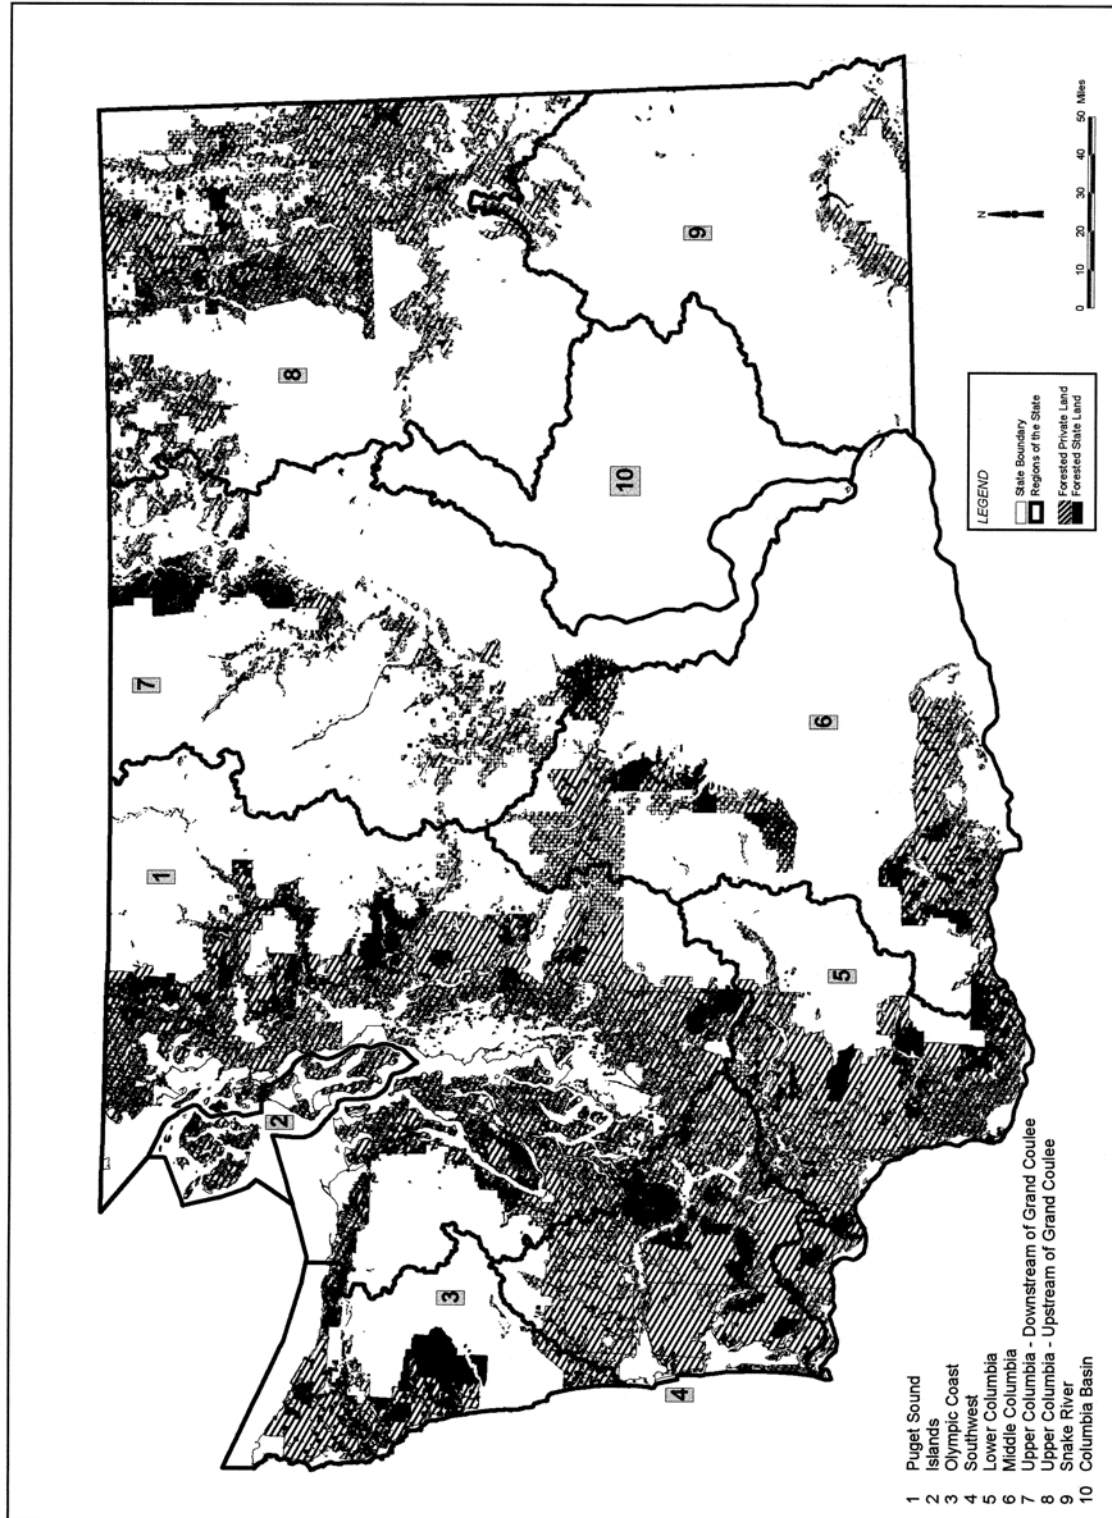 1
2
3
4
5
6
7
8
9
10
N
0 10 20 30 40 50 Miles
LEGEND
State Boundary
Regions of the State
Forested Private Land
Forested State Land
1 Puget Sound
2 Islands
3 Olympic Coast
4 Southwest
5 Lower Columbia
6 Middle Columbia
7 Upper Columbia - Downstream of Grand Coulee
8 Upper Columbia - Upstream of Grand Coulee
9 Snake River
10 Columbia Basin